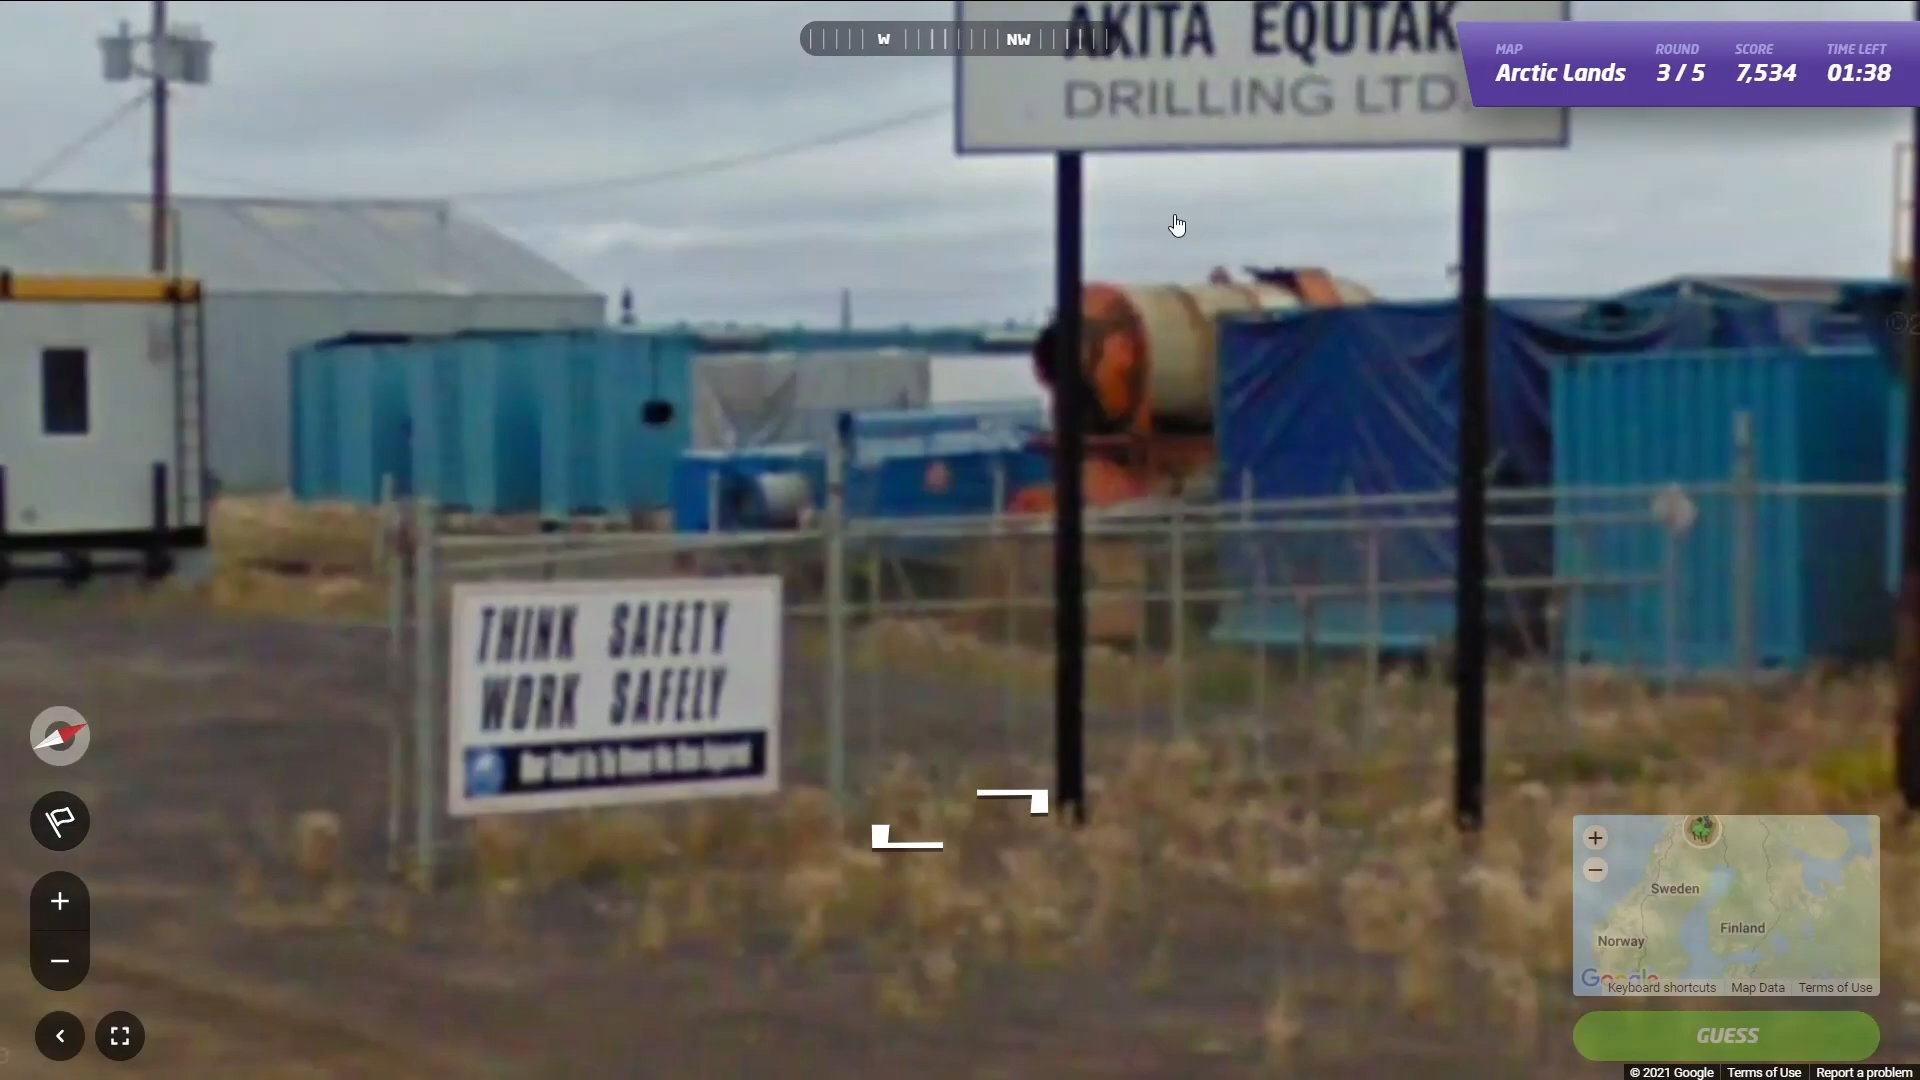 AKITA EQUTAK
DRILLING LTD.
W
NW
MAP
Arctic Lands
ROUND
3 / 5
SCORE
7,534
TIME LEFT
01:38
THINK SAFETY
WORK SAFELY
Sweden
Finland
Norway
Google
Keyboard shortcuts
Map Data
Terms of Use
GUESS
© 2021 Google
Terms of Use
Report a problem